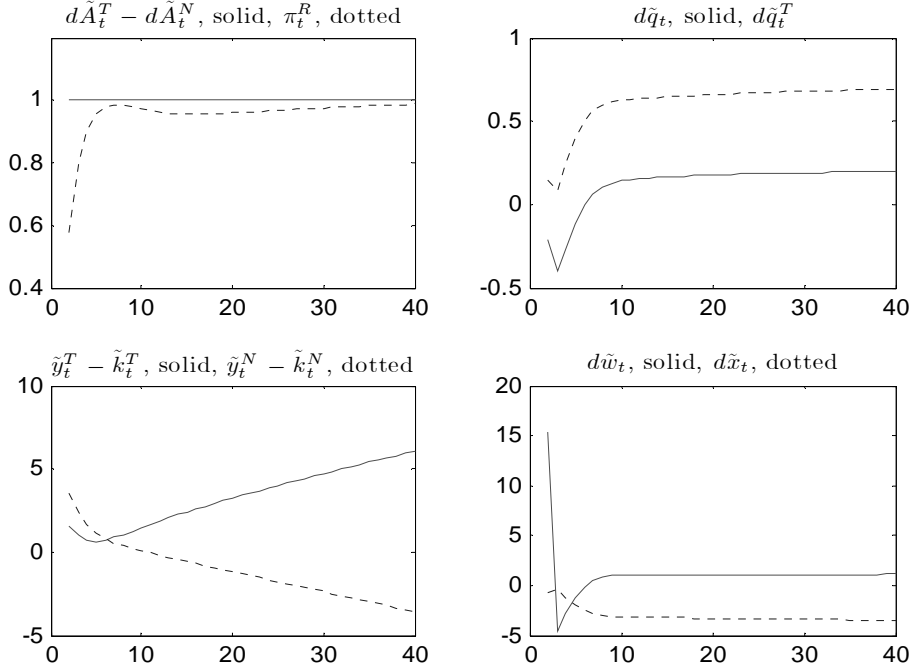 dÃ_t^T − dÃ_t^N, solid, π_t^R, dotted
1
0.8
0.6
0.4
0 10 20 30 40
dq̃_t, solid, dq̃_t^T
1
0.5
0
-0.5
0 10 20 30 40
ỹ_t^T − k̃_t^T, solid, ỹ_t^N − k̃_t^N, dotted
10
5
0
-5
0 10 20 30 40
dw̃_t, solid, dx̃_t, dotted
20
15
10
5
0
-5
0 10 20 30 40